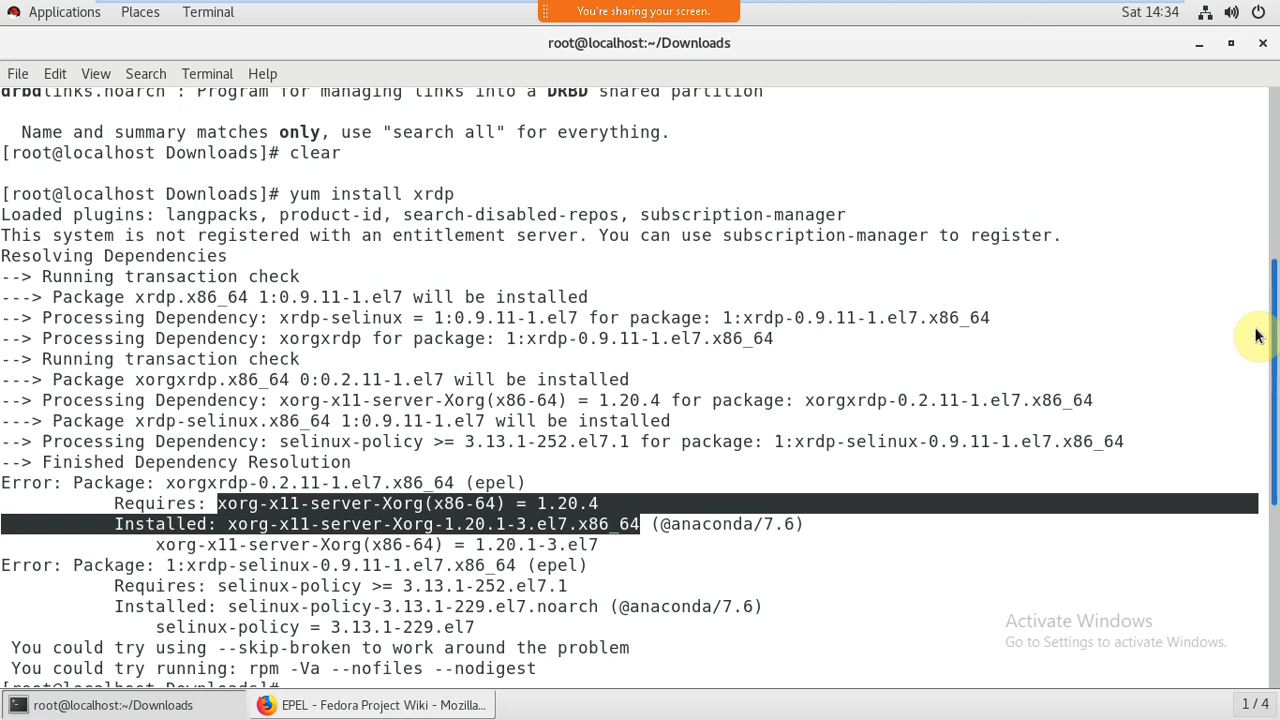 Applications Places Terminal You're sharing your screen. Sat 14:34
root@localhost:~/Downloads
File Edit View Search Terminal Help
drbdlinks.noarch : Program for managing links into a DRBD shared partition
Name and summary matches only, use "search all" for everything.
[root@localhost Downloads]# clear
[root@localhost Downloads]# yum install xrdp
Loaded plugins: langpacks, product-id, search-disabled-repos, subscription-manager
This system is not registered with an entitlement server. You can use subscription-manager to register.
Resolving Dependencies
--> Running transaction check
---> Package xrdp.x86_64 1:0.9.11-1.el7 will be installed
--> Processing Dependency: xrdp-selinux = 1:0.9.11-1.el7 for package: 1:xrdp-0.9.11-1.el7.x86_64
--> Processing Dependency: xorgxrdp for package: 1:xrdp-0.9.11-1.el7.x86_64
--> Running transaction check
---> Package xorgxrdp.x86_64 0:0.2.11-1.el7 will be installed
--> Processing Dependency: xorg-x11-server-Xorg(x86-64) = 1.20.4 for package: xorgxrdp-0.2.11-1.el7.x86_64
---> Package xrdp-selinux.x86_64 1:0.9.11-1.el7 will be installed
--> Processing Dependency: selinux-policy >= 3.13.1-252.el7.1 for package: 1:xrdp-selinux-0.9.11-1.el7.x86_64
--> Finished Dependency Resolution
Error: Package: xorgxrdp-0.2.11-1.el7.x86_64 (epel)
Requires: xorg-x11-server-Xorg(x86-64) = 1.20.4
Installed: xorg-x11-server-Xorg-1.20.1-3.el7.x86_64 (@anaconda/7.6)
xorg-x11-server-Xorg(x86-64) = 1.20.1-3.el7
Error: Package: 1:xrdp-selinux-0.9.11-1.el7.x86_64 (epel)
Requires: selinux-policy >= 3.13.1-252.el7.1
Installed: selinux-policy-3.13.1-229.el7.noarch (@anaconda/7.6)
selinux-policy = 3.13.1-229.el7
You could try using --skip-broken to work around the problem
You could try running: rpm -Va --nofiles --nodigest
[root@localhost Downloads]#
Activate Windows
Go to Settings to activate Windows.
root@localhost:~/Downloads EPEL - Fedora Project Wiki - Mozilla... 1 / 4